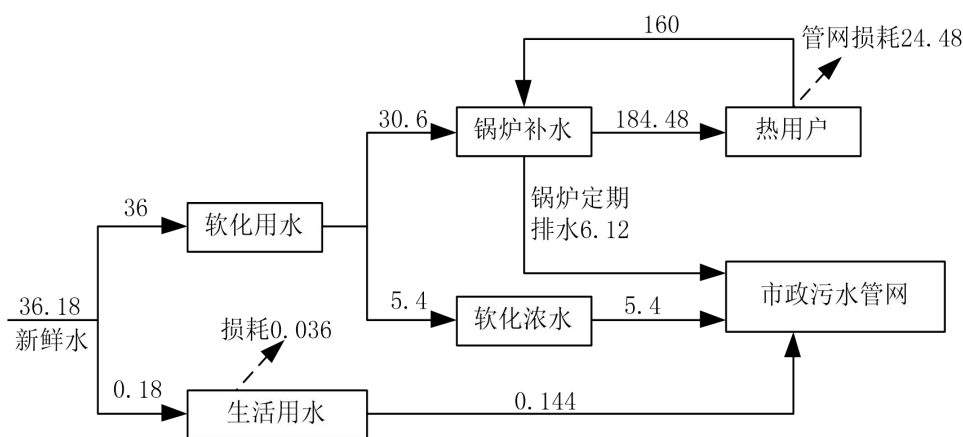 160
管网损耗24.48
30.6
锅炉补水
184.48
热用户
36
软化用水
锅炉定期
排水6.12
36.18
新鲜水
5.4
软化浓水
5.4
市政污水管网
损耗0.036
0.18
生活用水
0.144